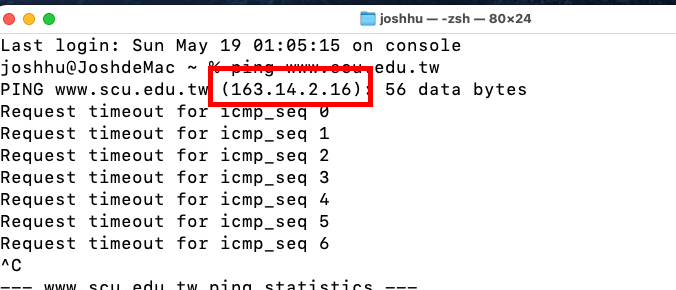 joshhu — -zsh — 80×24
Last login: Sun May 19 01:05:15 on console
joshhu@JoshdeMac ~ % ping www.scu.edu.tw
PING www.scu.edu.tw (163.14.2.16): 56 data bytes
Request timeout for icmp_seq 0
Request timeout for icmp_seq 1
Request timeout for icmp_seq 2
Request timeout for icmp_seq 3
Request timeout for icmp_seq 4
Request timeout for icmp_seq 5
Request timeout for icmp_seq 6
^C
--- www.scu.edu.tw ping statistics ---